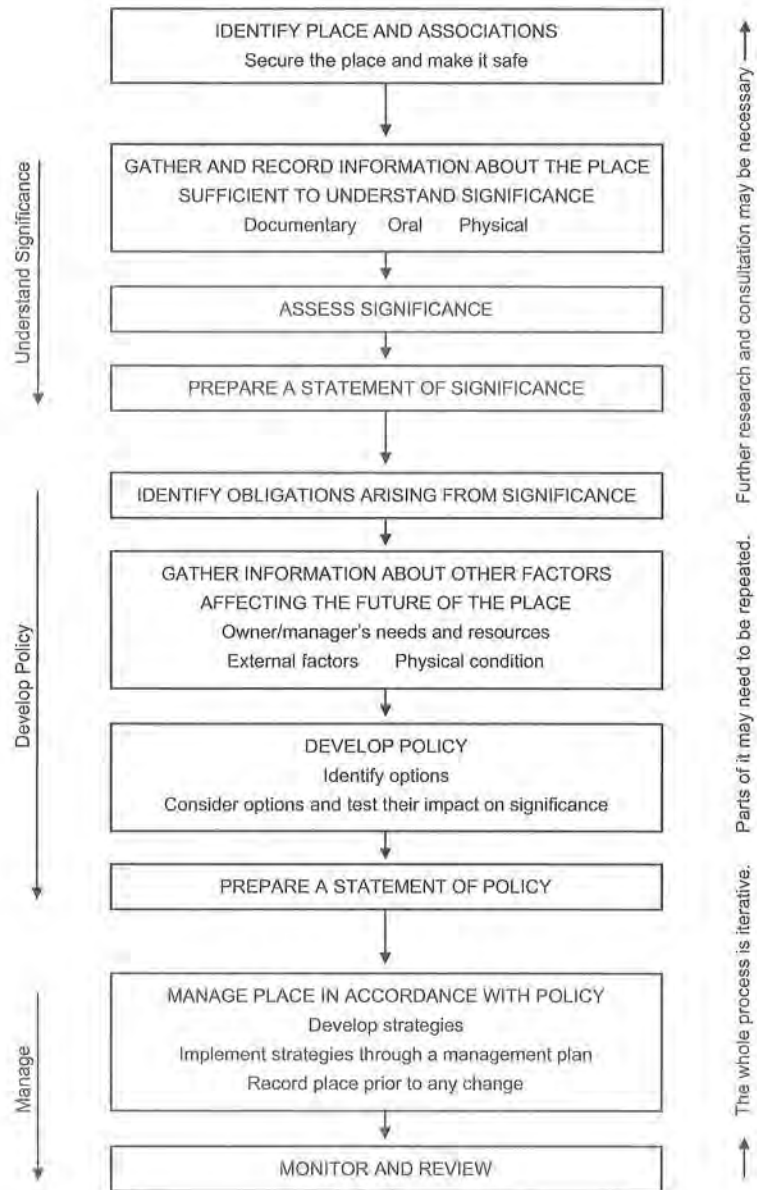 IDENTIFY PLACE AND ASSOCIATIONS
Secure the place and make it safe
Understand Significance
GATHER AND RECORD INFORMATION ABOUT THE PLACE
SUFFICIENT TO UNDERSTAND SIGNIFICANCE
Documentary Oral Physical
ASSESS SIGNIFICANCE
PREPARE A STATEMENT OF SIGNIFICANCE
Develop Policy
IDENTIFY OBLIGATIONS ARISING FROM SIGNIFICANCE
GATHER INFORMATION ABOUT OTHER FACTORS
AFFECTING THE FUTURE OF THE PLACE
Owner/manager's needs and resources
External factors Physical condition
DEVELOP POLICY
Identify options
Consider options and test their impact on significance
PREPARE A STATEMENT OF POLICY
Manage
MANAGE PLACE IN ACCORDANCE WITH POLICY
Develop strategies
Implement strategies through a management plan
Record place prior to any change
MONITOR AND REVIEW
The whole process is iterative. Parts of it may need to be repeated. Further research and consultation may be necessary